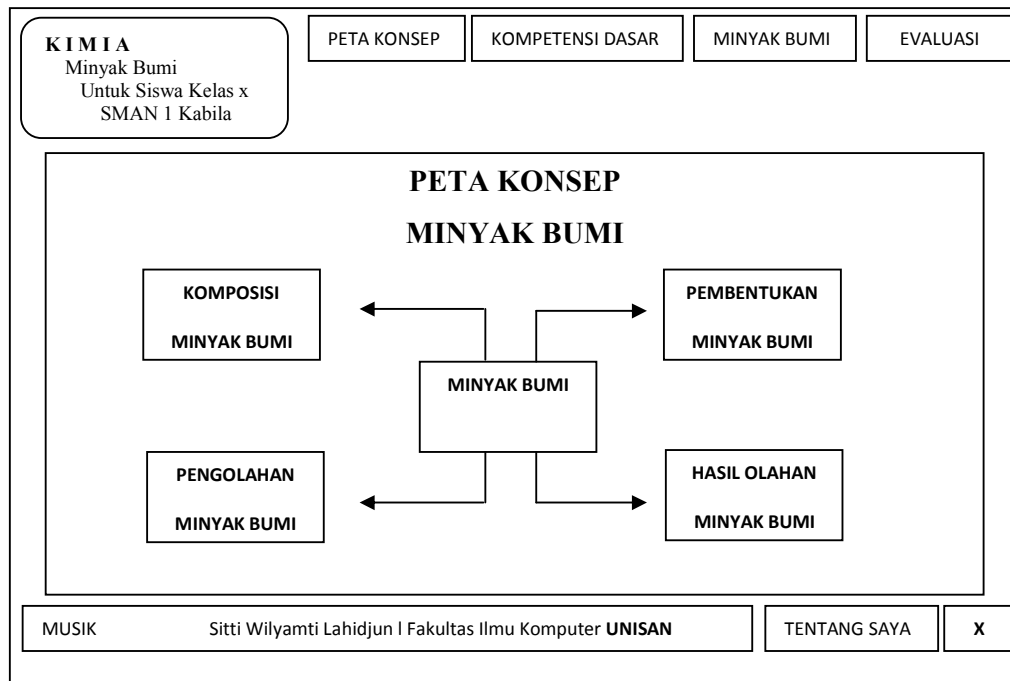 K I M I A
Minyak Bumi
Untuk Siswa Kelas x
SMAN 1 Kabila
PETA KONSEP
KOMPETENSI DASAR
MINYAK BUMI
EVALUASI
PETA KONSEP
MINYAK BUMI
KOMPOSISI
MINYAK BUMI
PEMBENTUKAN
MINYAK BUMI
MINYAK BUMI
PENGOLAHAN
MINYAK BUMI
HASIL OLAHAN
MINYAK BUMI
MUSIK
Sitti Wilyamti Lahidjun l Fakultas Ilmu Komputer UNISAN
TENTANG SAYA
X